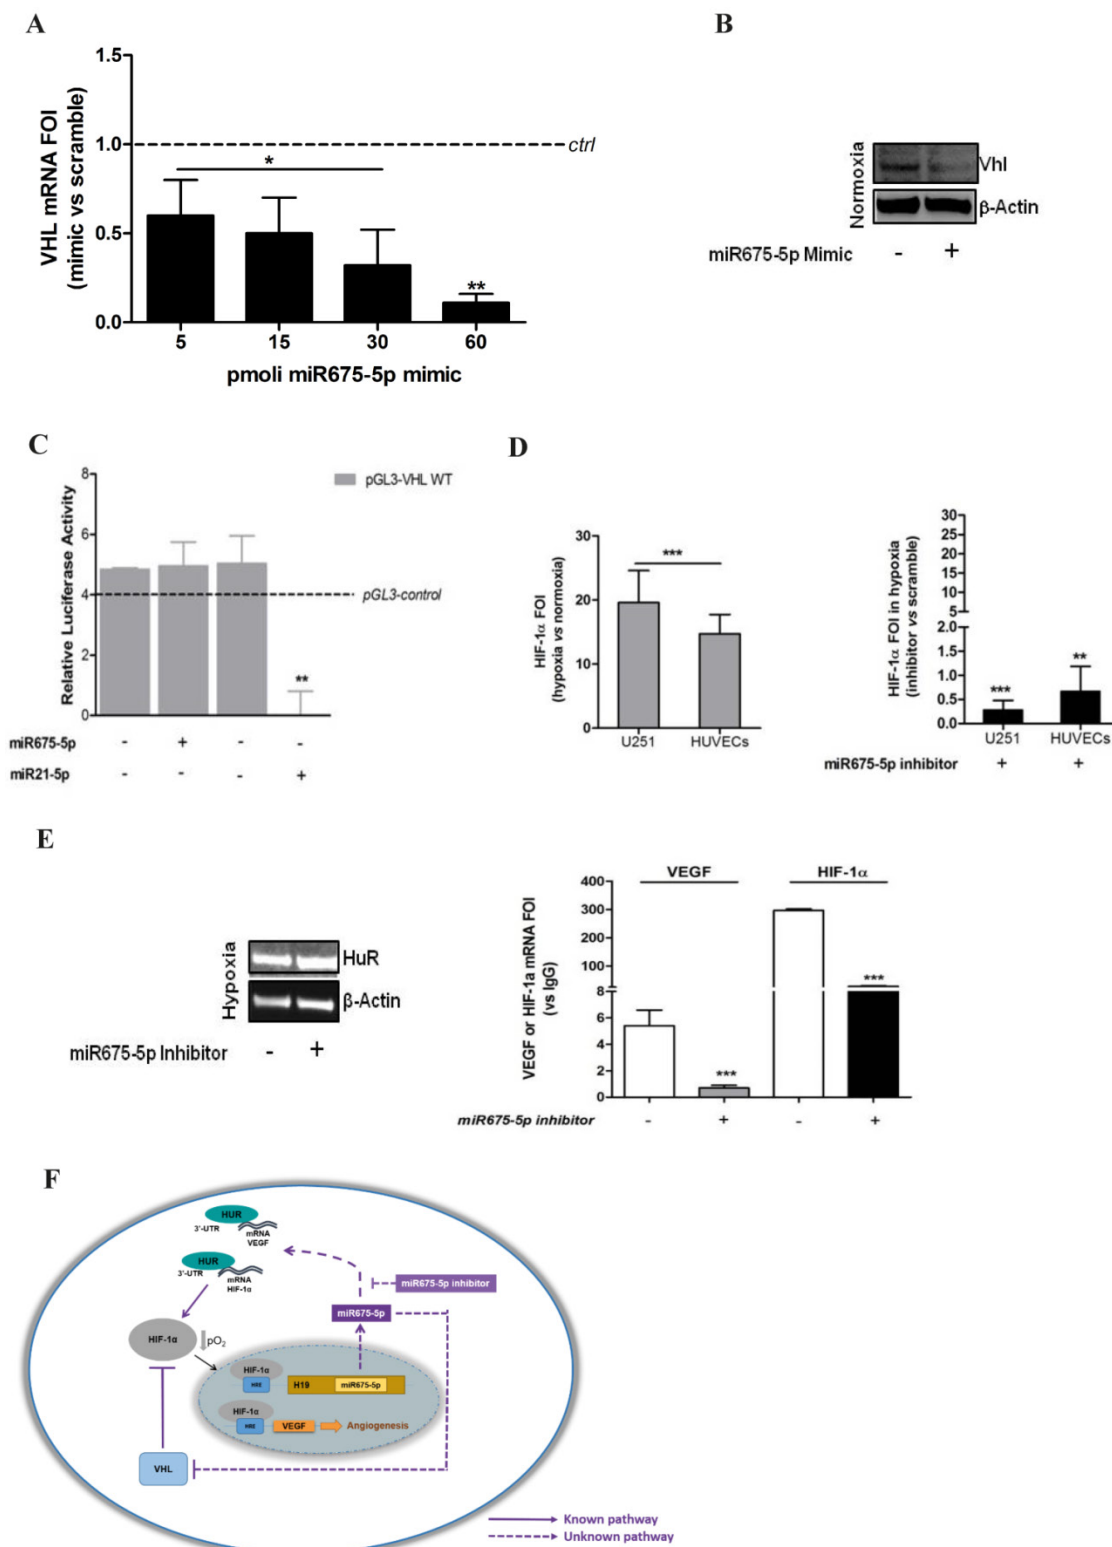 A
VHL mRNA FOI
(mimic vs scramble)
1.5
1.0
0.5
0.0
ctrl
*
**
5 15 30 60
pmoli miR675-5p mimic
B
Normoxia
Vhl
β-Actin
miR675-5p Mimic - +
C
Relative Luciferase Activity
8
6
4
2
0
pGL3-VHL WT
pGL3-control
**
miR675-5p - + - -
miR21-5p - - - +
D
HIF-1α FOI
(hypoxia vs normoxia)
30
20
10
0
***
U251 HUVECs
HIF-1α FOI in hypoxia
(inhibitor vs scramble)
30
25
20
15
10
5
2.0
1.5
1.0
0.5
0.0
***
**
U251 HUVECs
miR675-5p inhibitor + +
E
Hypoxia
HuR
β-Actin
miR675-5p Inhibitor - +
VEGF or HIF-1a mRNA FOI
(vs IgG)
VEGF HIF-1α
400
300
200
100
8
6
4
2
0
***
***
miR675-5p inhibitor - + - +
F
HUR
3'-UTR
mRNA
VEGF
HUR
3'-UTR
mRNA
HIF-1α
miR675-5p inhibitor
miR675-5p
HIF-1α
pO2
HIF-1α
HRE
H19
miR675-5p
HIF-1α
HRE
VEGF
Angiogenesis
VHL
Known pathway
Unknown pathway